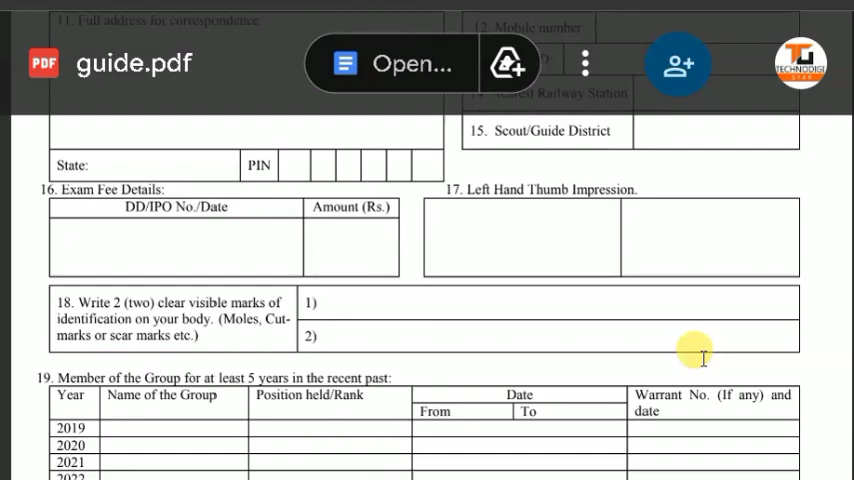 11. Full address for correspondence
12. Mobile number
PDF guide.pdf
Open...
TECHNODIGI
Nearest Railway Station
15. Scout/Guide District
State:
PIN
16. Exam Fee Details:
17. Left Hand Thumb Impression.
DD/IPO No./Date
Amount (Rs.)
18. Write 2 (two) clear visible marks of
identification on your body. (Moles, Cut-
marks or scar marks etc.)
1)
2)
19. Member of the Group for at least 5 years in the recent past:
Year
Name of the Group
Position held/Rank
Date
From
To
Warrant No. (If any) and
date
2019
2020
2021
2022